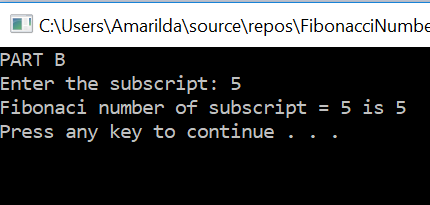 C:\Users\Amarilda\source\repos\FibonacciNumbe
PART B
Enter the subscript: 5
Fibonaci number of subscript = 5 is 5
Press any key to continue . . .